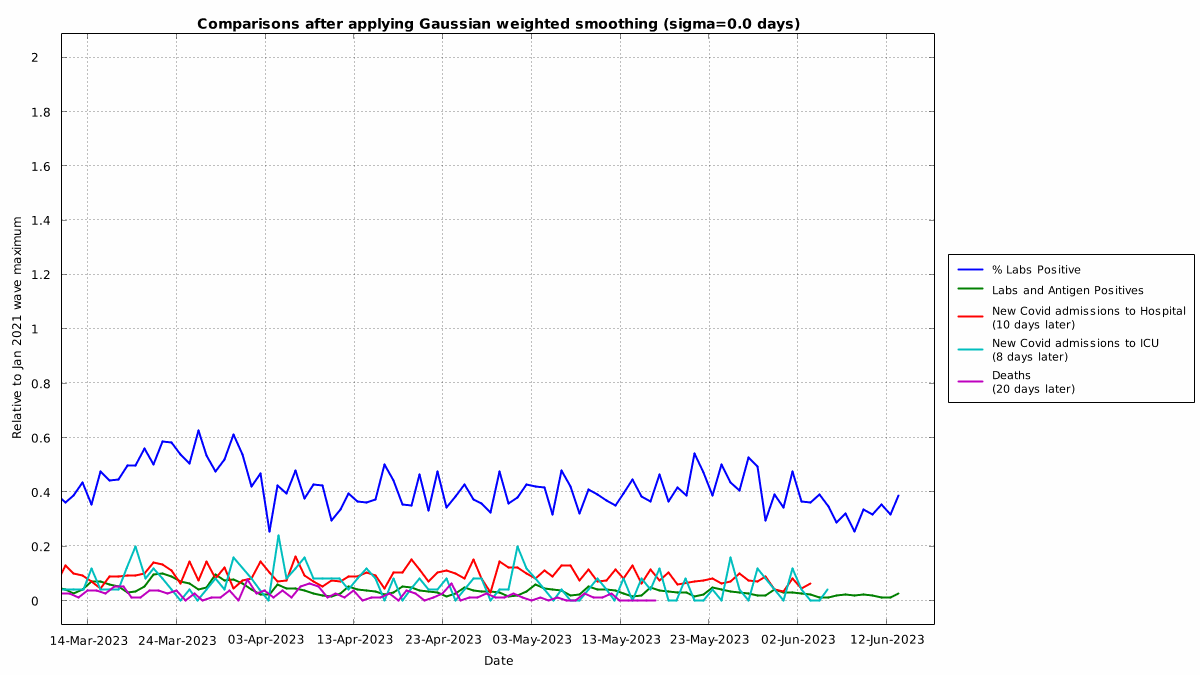 Comparisons after applying Gaussian weighted smoothing (sigma=0.0 days)
Relative to Jan 2021 wave maximum
2
1.8
1.6
1.4
1.2
1
0.8
0.6
0.4
0.2
0
14-Mar-2023 24-Mar-2023 03-Apr-2023 13-Apr-2023 23-Apr-2023 03-May-2023 13-May-2023 23-May-2023 02-Jun-2023 12-Jun-2023
Date
% Labs Positive
Labs and Antigen Positives
New Covid admissions to Hospital
(10 days later)
New Covid admissions to ICU
(8 days later)
Deaths
(20 days later)